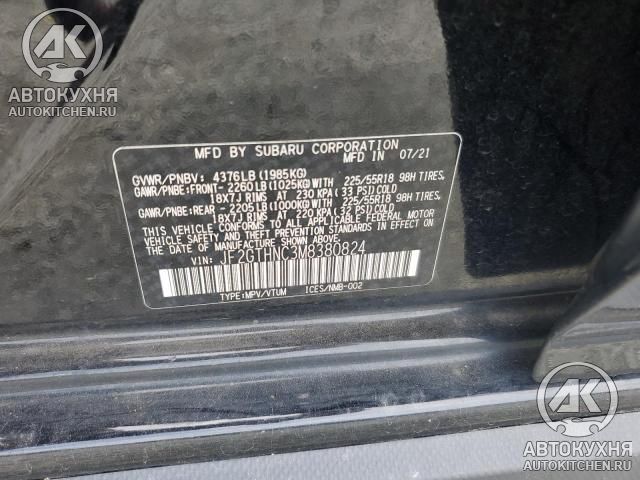 AK
АВТОКУХНЯ
AUTOKITCHEN.RU
MFD BY SUBARU CORPORATION
GVWR/PNBV: 4376LB(1985KG) MFD.IN 07/21
GAWR/PNBE:FRONT- 2260LB(1025KG)WITH 225/55R18 98H TIRES,
18X7J RIMS AT 230 KPA( 33 PSI)COLD
GAWR/PNBE:REAR - 2205LB(1000KG)WITH 225/55R18 98H TIRES,
18X7J RIMS AT 220 KPA( 32 PSI)COLD
THIS VEHICLE CONFORMS TO ALL APPLICABLE FEDERAL MOTOR
VEHICLE SAFETY, BUMPER, AND THEFT PREVENTION STANDARDS
IN EFFECT ON THE DATE OF MANUFACTURE SHOWN ABOVE.
VIN: JF2GTHNC3M8380824
TYPE:MPV/VTUM ICES/NMB-002
AK
АВТОКУХНЯ
AUTOKITCHEN.RU